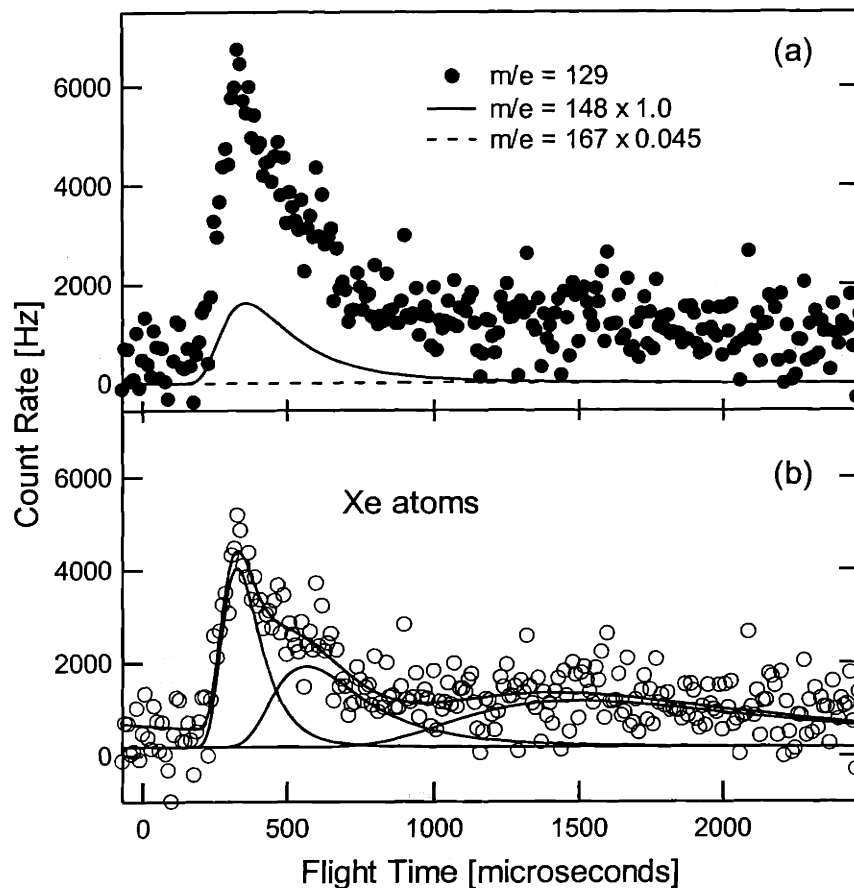 (a)
m/e = 129
m/e = 148 x 1.0
m/e = 167 x 0.045
6000
4000
2000
0
Count Rate [Hz]
(b)
Xe atoms
6000
4000
2000
0
0 500 1000 1500 2000
Flight Time [microseconds]